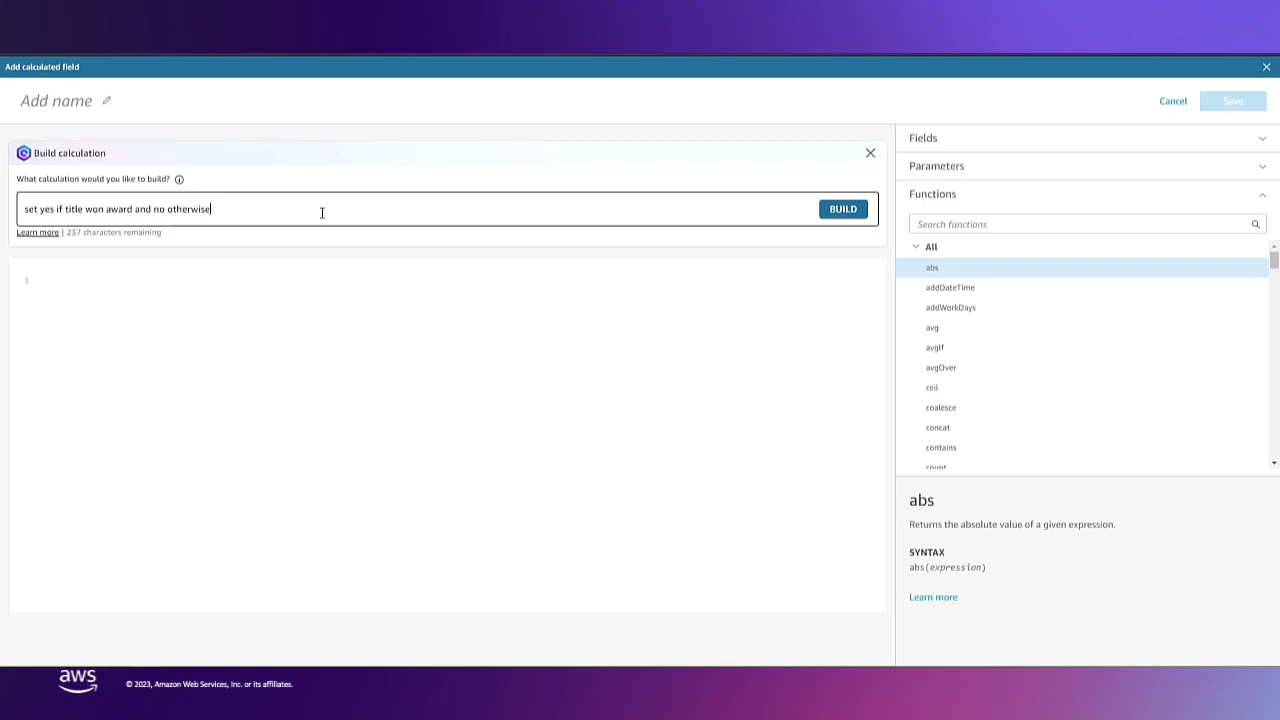 Add calculated field
Add name
Cancel
Save
Build calculation
What calculation would you like to build?
set yes if title won award and no otherwise
BUILD
Learn more | 237 characters remaining
1
Fields
Parameters
Functions
Search functions
All
abs
addDateTime
addWorkDays
avg
avgIf
avgOver
ceil
coalesce
concat
contains
count
abs
Returns the absolute value of a given expression.
SYNTAX
abs(expression)
Learn more
aws
© 2023, Amazon Web Services, Inc. or its affiliates.